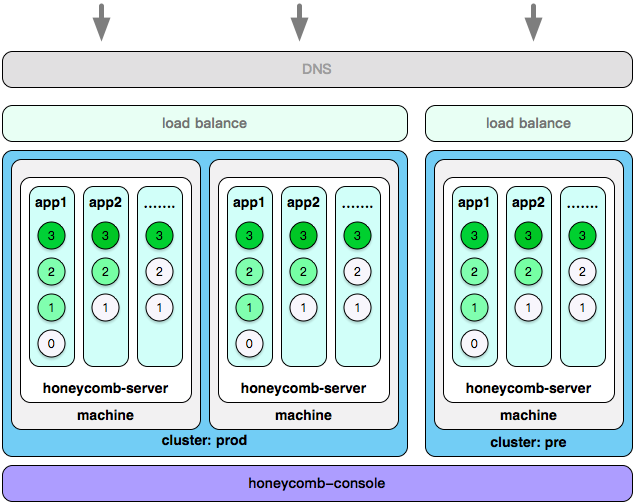 DNS
load balance
load balance
app1 app2 ....... app1 app2 ....... app1 app2 .......
3 3 3 3 3 3 3 3 3
2 2 2 2 2 2 2 2 2
1 1 1 1 1 1 1 1 1
0 0 0
honeycomb-server honeycomb-server honeycomb-server
machine machine machine
cluster: prod cluster: pre
honeycomb-console